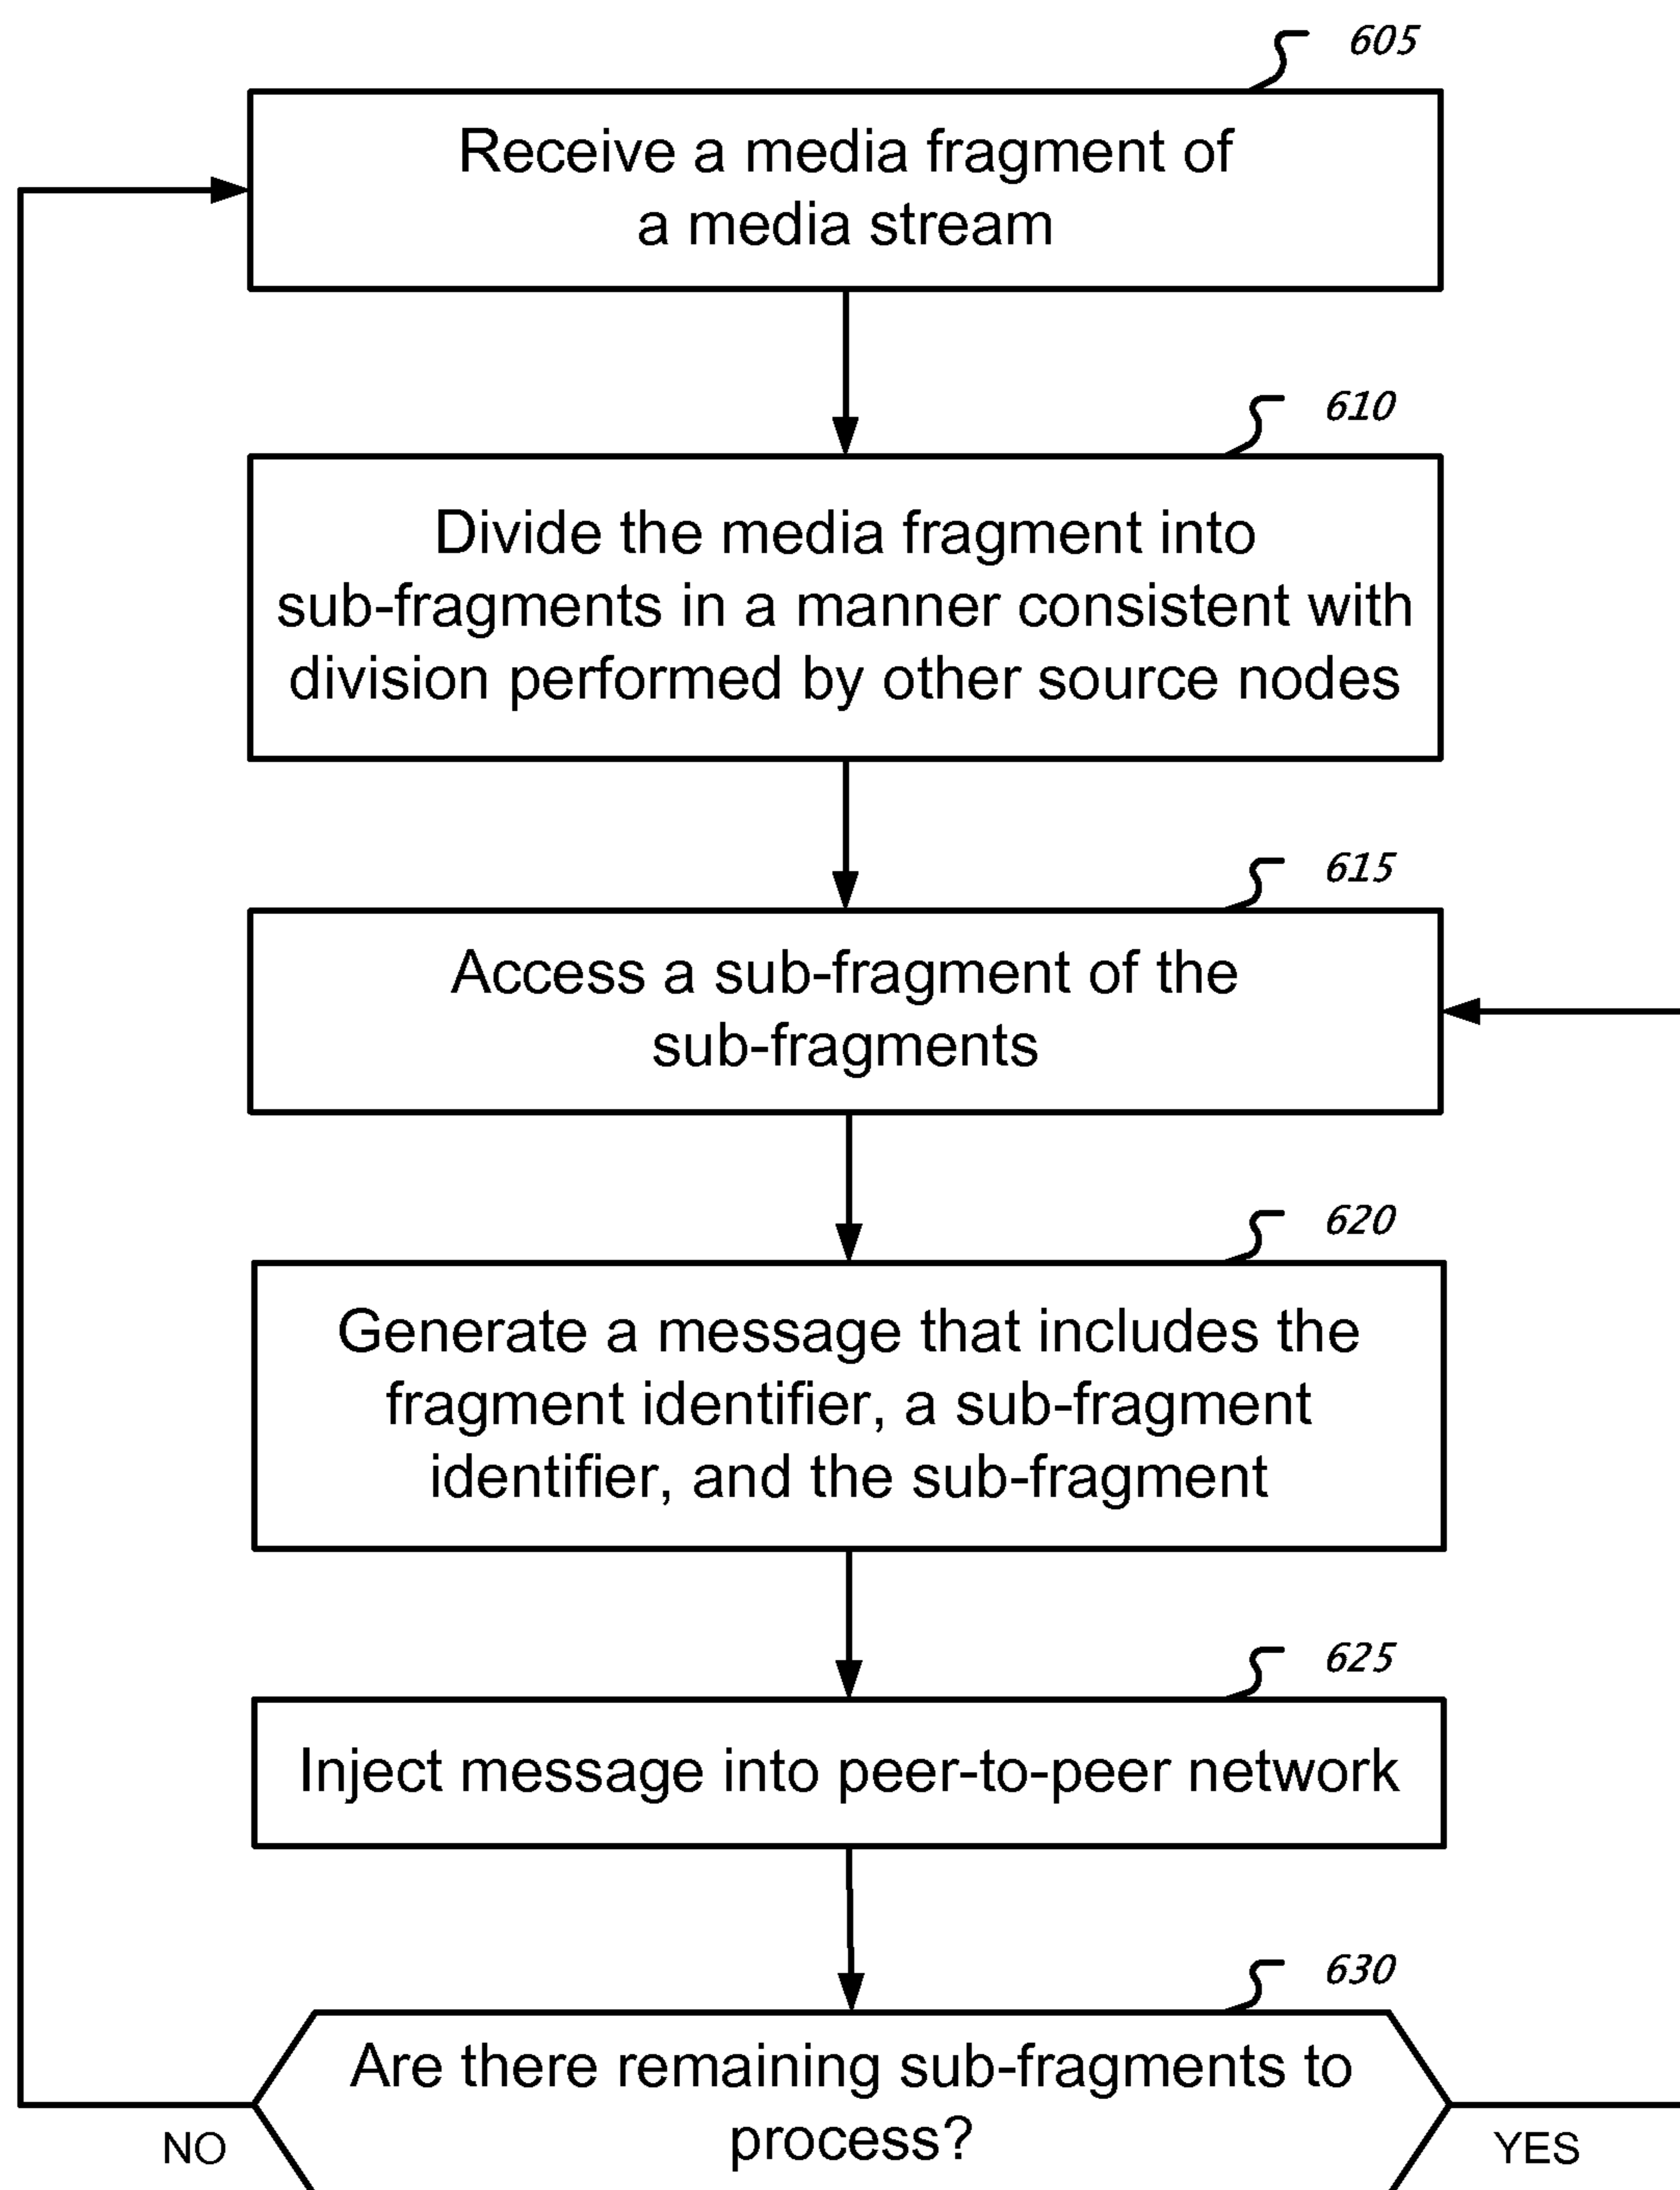 605
Receive a media fragment of
a media stream
610
Divide the media fragment into
sub-fragments in a manner consistent with
division performed by other source nodes
615
Access a sub-fragment of the
sub-fragments
620
Generate a message that includes the
fragment identifier, a sub-fragment
identifier, and the sub-fragment
625
Inject message into peer-to-peer network
630
Are there remaining sub-fragments to
process?
NO
YES